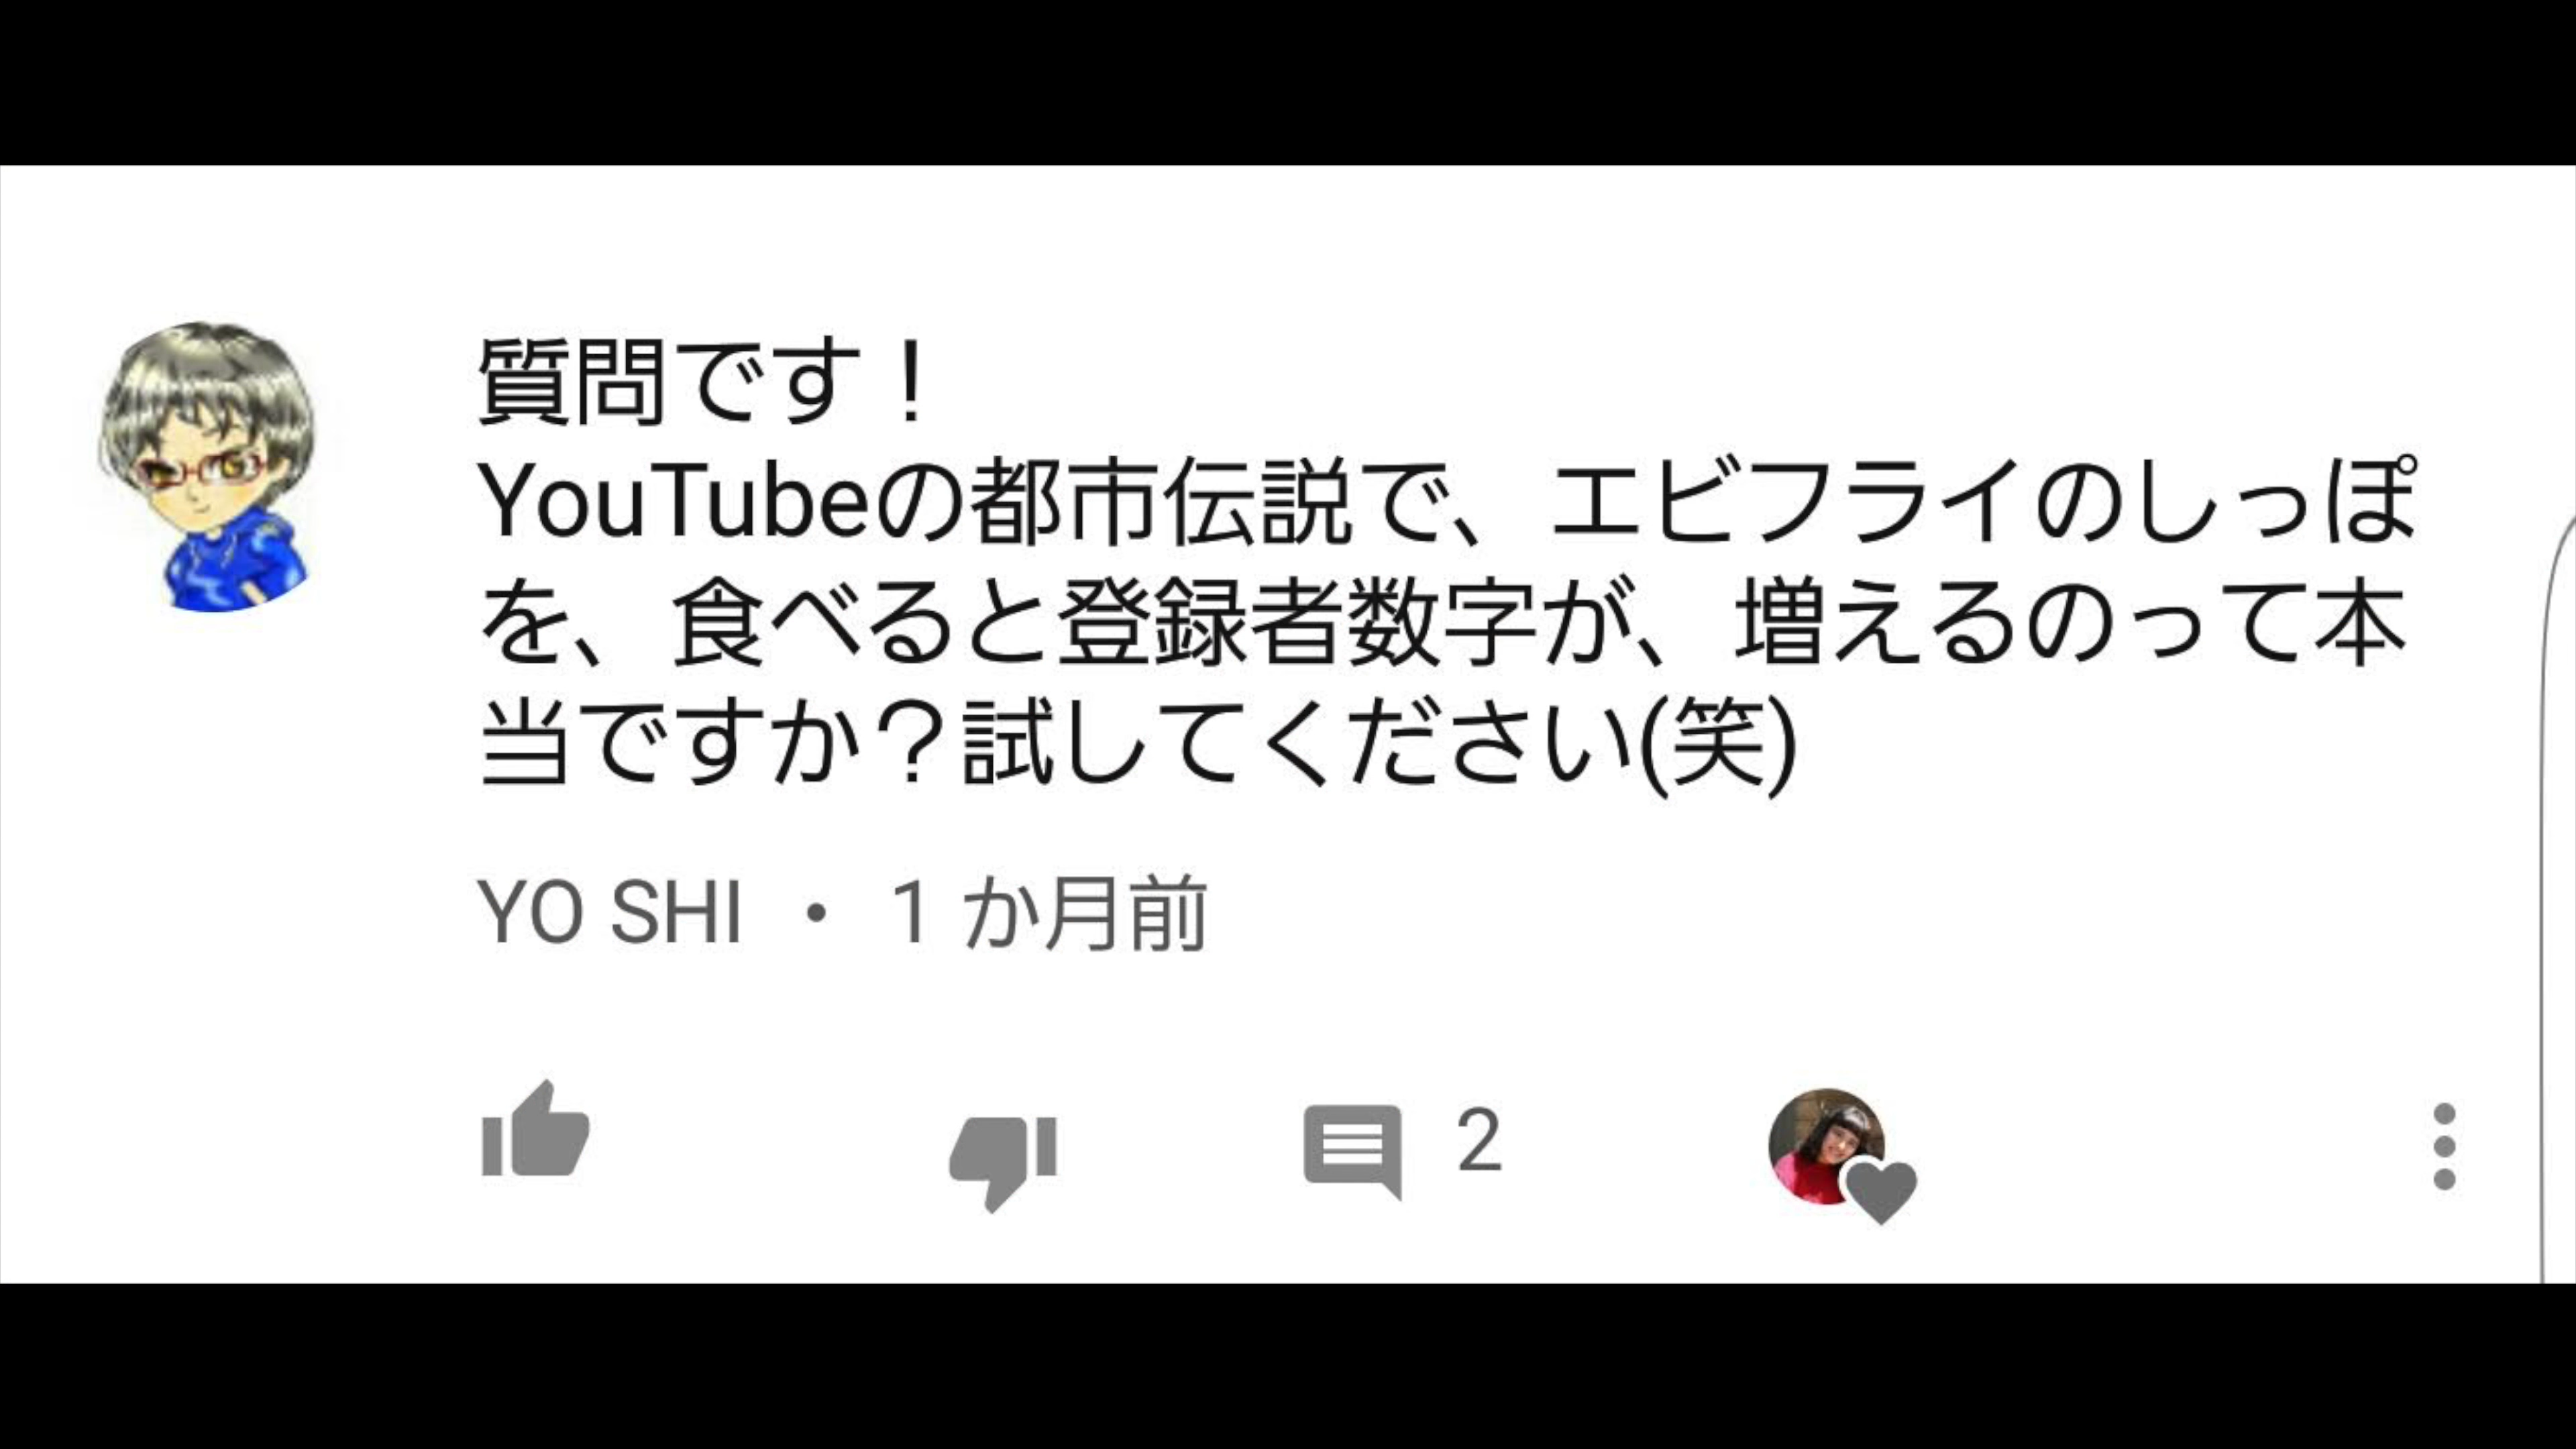 質問です！
YouTubeの都市伝説で、エビフライのしっぽ
を、食べると登録者数字が、増えるのって本
当ですか？試してください(笑)
YO SHI ・ 1 か月前
2